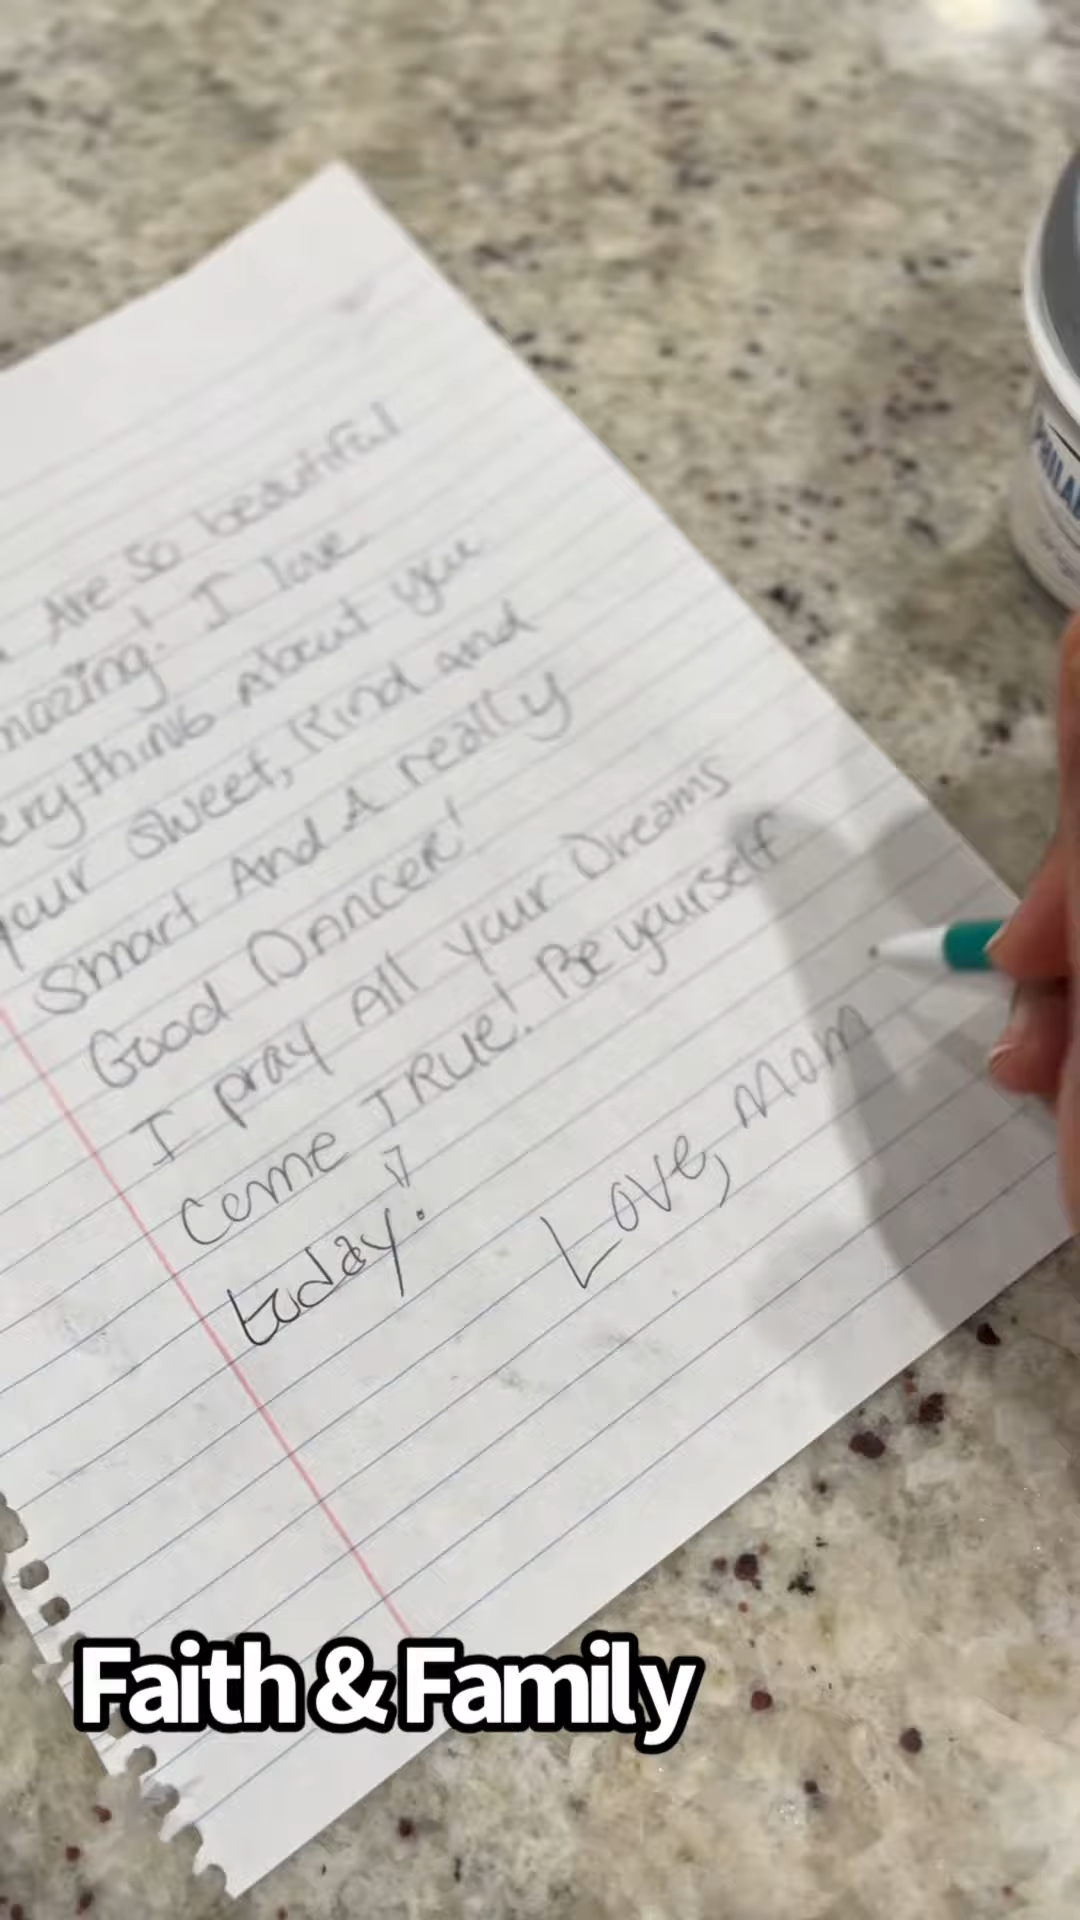 Are so beautiful
mazing! I love
erything About you
your sweet, kind and
Smart And A really
Good DANCER!
I pray All your Dreams
Come TRUE! Be yourself
today!
Love, Mom
PHILA
Faith & Family